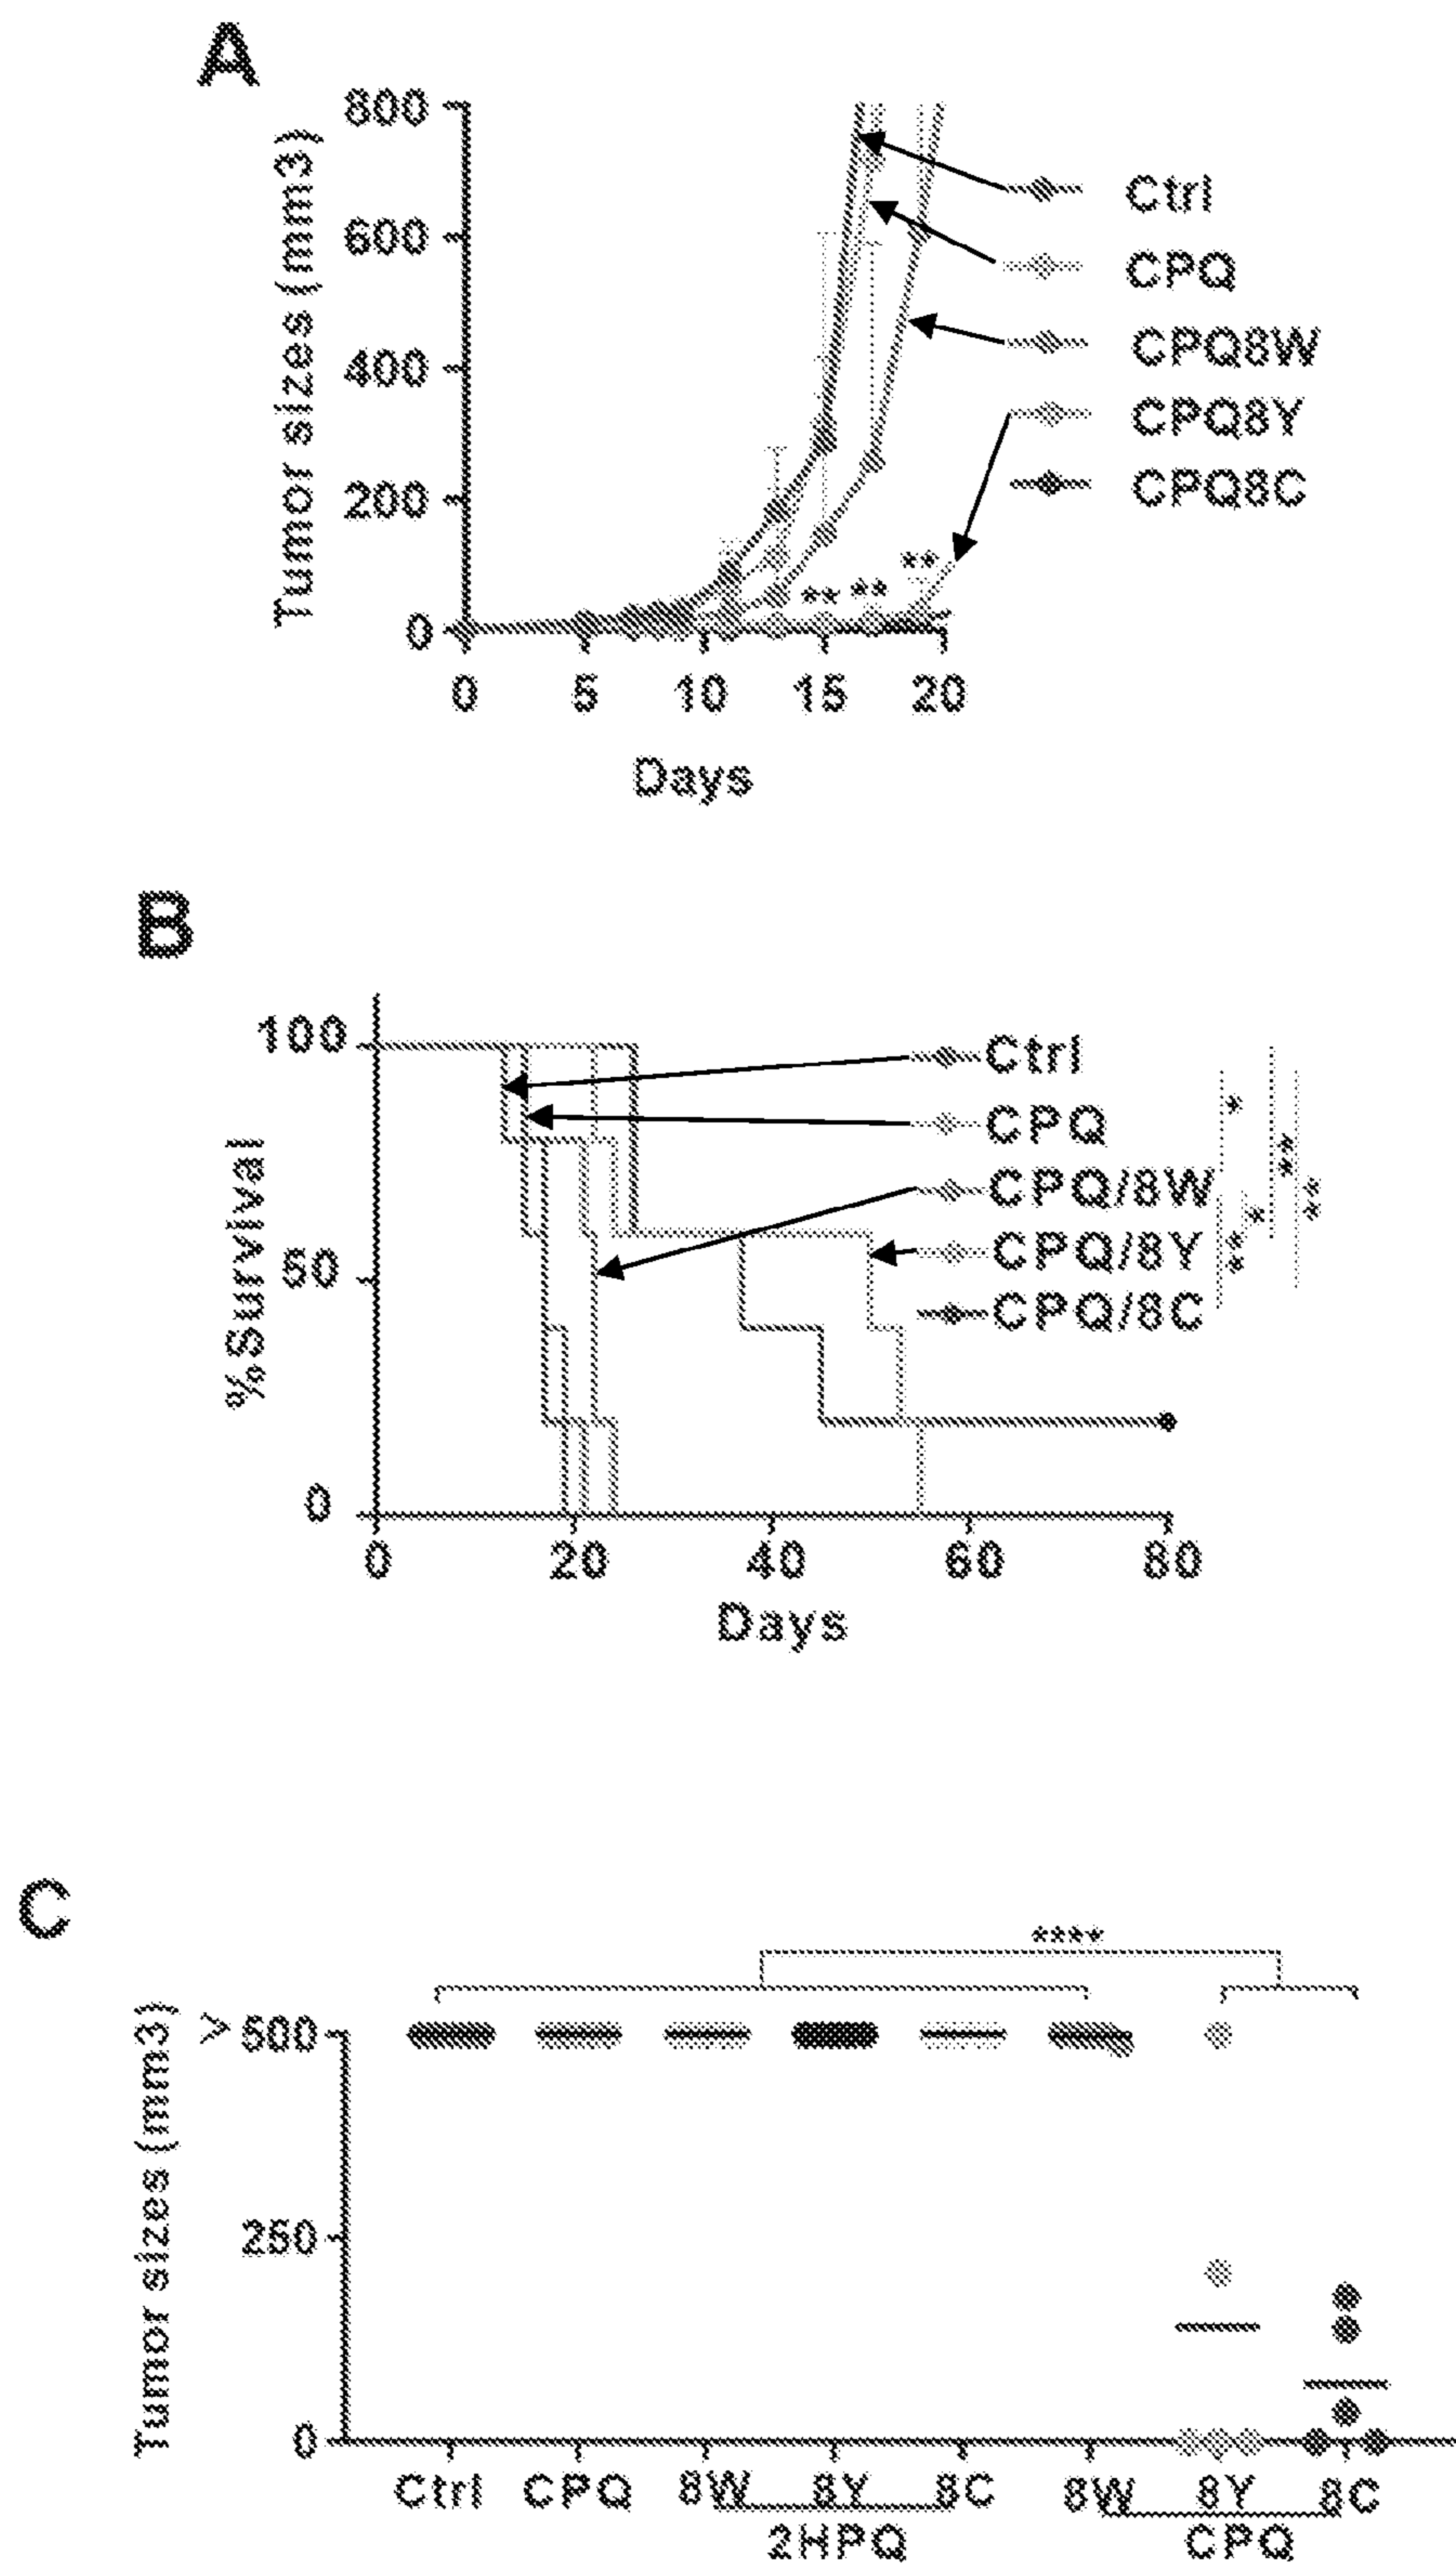 A
Tumor sizes (mm3)
800
600
400
200
0
0 5 10 15 20
Days
Ctrl
CPQ
CPQ8W
CPQ8Y
CPQ8C
** ** **
B
%Survival
100
50
0
0 20 40 60 80
Days
Ctrl
CPQ
CPQ/8W
CPQ/8Y
CPQ/8C
*
*
**
**
**
C
Tumor sizes (mm3)
> 500
250
0
****
Ctrl CPQ 8W 8Y 8C 8W 8Y 8C
2HPQ CPQ